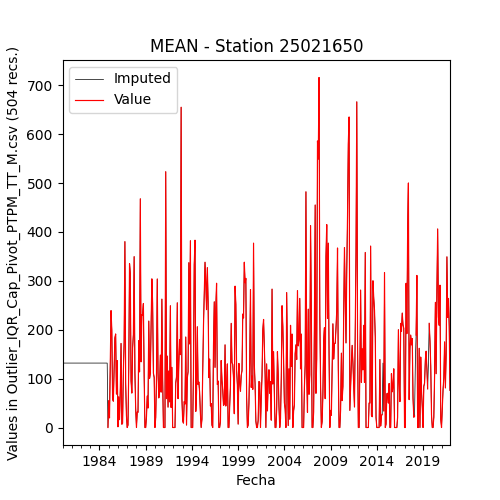 MEAN - Station 25021650
Imputed
Value
Values in Outlier_IQR_Cap_Pivot_PTPM_TT_M.csv (504 recs.)
700
600
500
400
300
200
100
0
1984 1989 1994 1999 2004 2009 2014 2019
Fecha